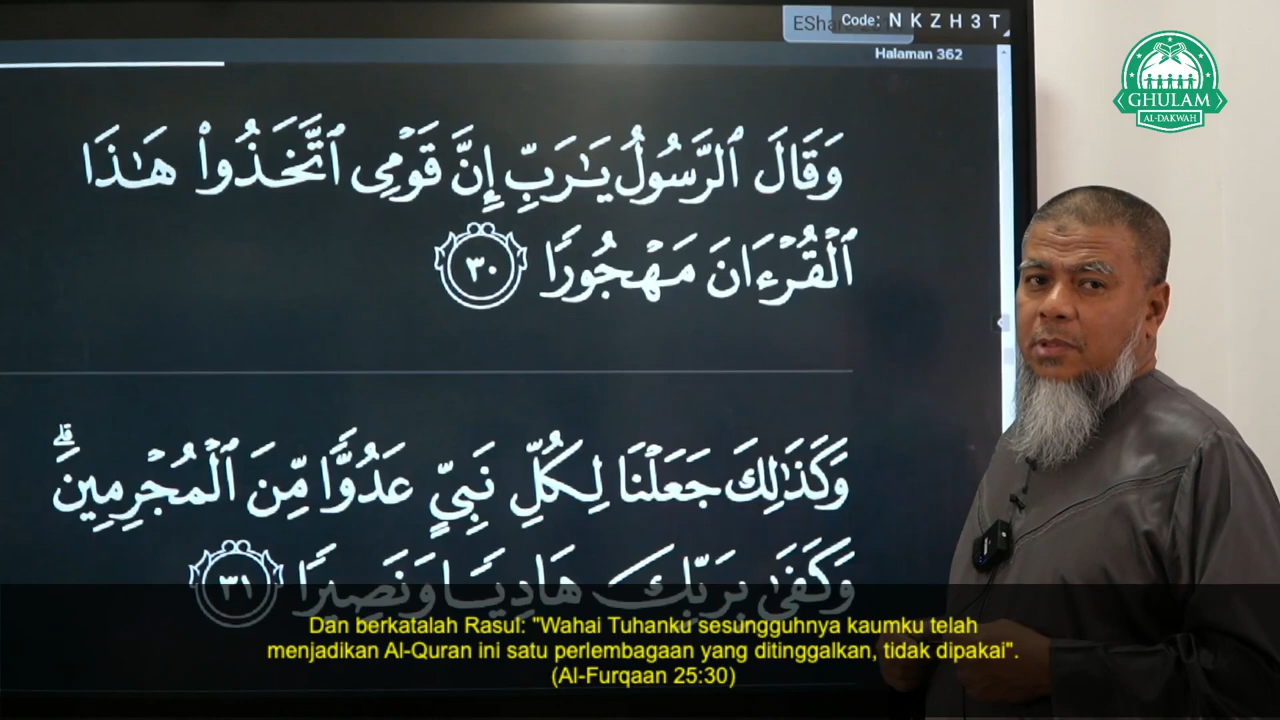 EShar
Code: N K Z H 3 T
Halaman 362
GHULAM
AL-DAKWAH
وَقَالَ ٱلرَّسُولُ يَـٰرَبِّ إِنَّ قَوْمِى ٱتَّخَذُوا۟ هَـٰذَا
ٱلْقُرْءَانَ مَهْجُورًا ٣٠
وَكَذَٰلِكَ جَعَلْنَا لِكُلِّ نَبِىٍّ عَدُوًّا مِّنَ ٱلْمُجْرِمِينَ ۗ
وَكَفَىٰ بِرَبِّكَ هَادِيًا وَنَصِيرًا ٣١
Dan berkatalah Rasul: "Wahai Tuhanku sesungguhnya kaumku telah
menjadikan Al-Quran ini satu perlembagaan yang ditinggalkan, tidak dipakai".
(Al-Furqaan 25:30)